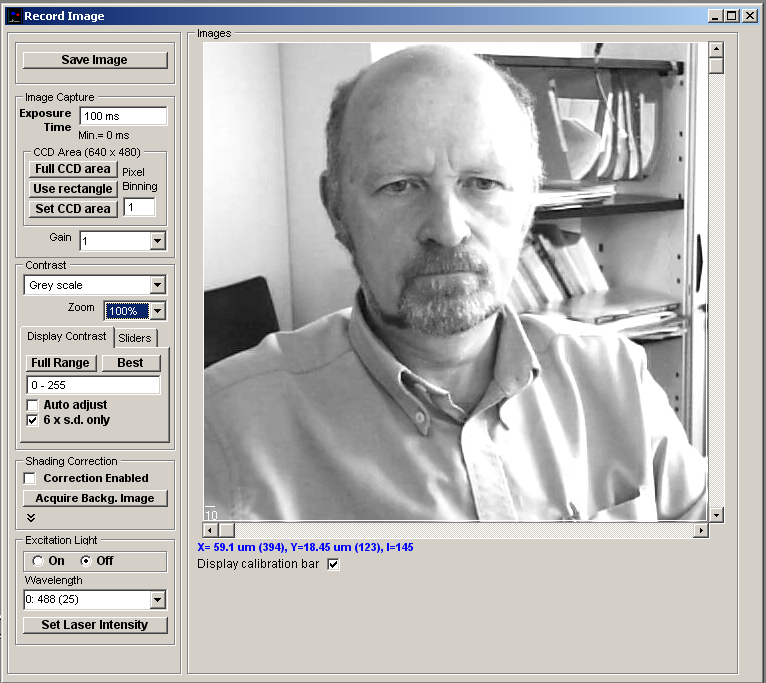 Record Image
Save Image
Image Capture
Exposure Time
100 ms
Min.= 0 ms
CCD Area (640 x 480)
Full CCD area
Use rectangle
Set CCD area
Pixel
Binning
1
Gain
1
Contrast
Grey scale
Zoom
100%
Display Contrast
Sliders
Full Range
Best
0 - 255
Auto adjust
6 x s.d. only
Shading Correction
Correction Enabled
Acquire Backg. Image
Excitation Light
On
Off
Wavelength
0: 488 (25)
Set Laser Intensity
Images
10
X= 59.1 um (394), Y=18.45 um (123), I=145
Display calibration bar